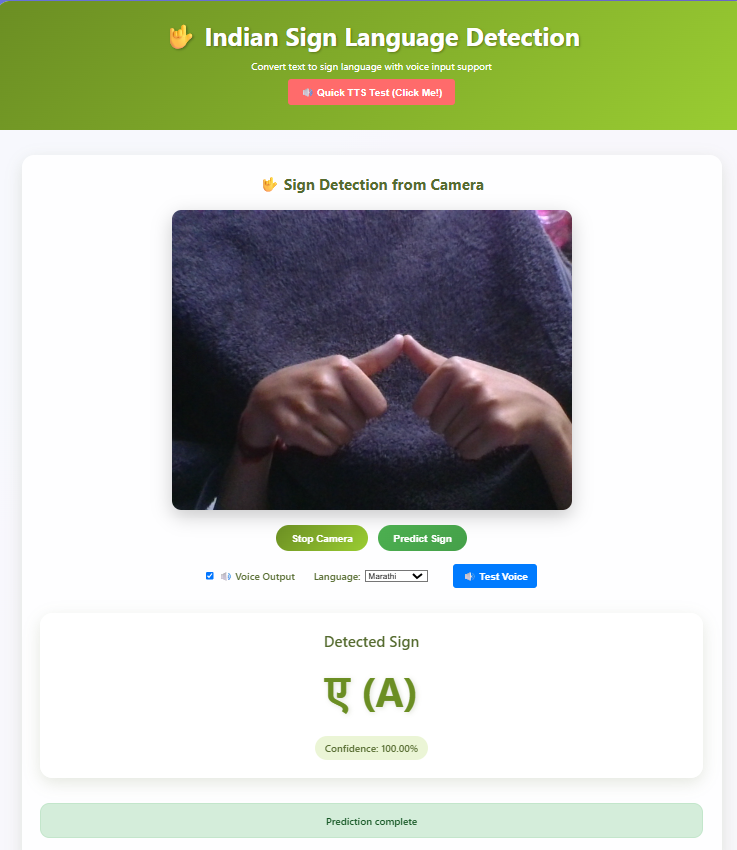 Indian Sign Language Detection
Convert text to sign language with voice input support
Quick TTS Test (Click Me!)
Sign Detection from Camera
Stop Camera
Predict Sign
Voice Output
Language:
Marathi
Test Voice
Detected Sign
ए (A)
Confidence: 100.00%
Prediction complete